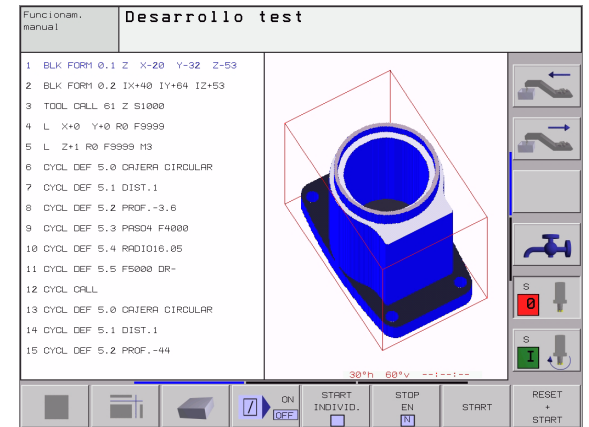 Funcionam.
manual
Desarrollo test
1 BLK FORM 0.1 Z X-20 Y-32 Z-53
2 BLK FORM 0.2 IX+40 IY+64 IZ+53
3 TOOL CALL 61 Z S1000
4 L X+0 Y+0 R0 F9999
5 L Z+1 R0 F9999 M3
6 CYCL DEF 5.0 CAJERA CIRCULAR
7 CYCL DEF 5.1 DIST.1
8 CYCL DEF 5.2 PROF.-3.6
9 CYCL DEF 5.3 PASO4 F4000
10 CYCL DEF 5.4 RADIO16.05
11 CYCL DEF 5.5 F5000 DR-
12 CYCL CALL
13 CYCL DEF 5.0 CAJERA CIRCULAR
14 CYCL DEF 5.1 DIST.1
15 CYCL DEF 5.2 PROF.-44
30°h 60°v --:--:--
S
0
S
I
ON
OFF
START
INDIVID.
STOP
EN
N
START
RESET
+
START